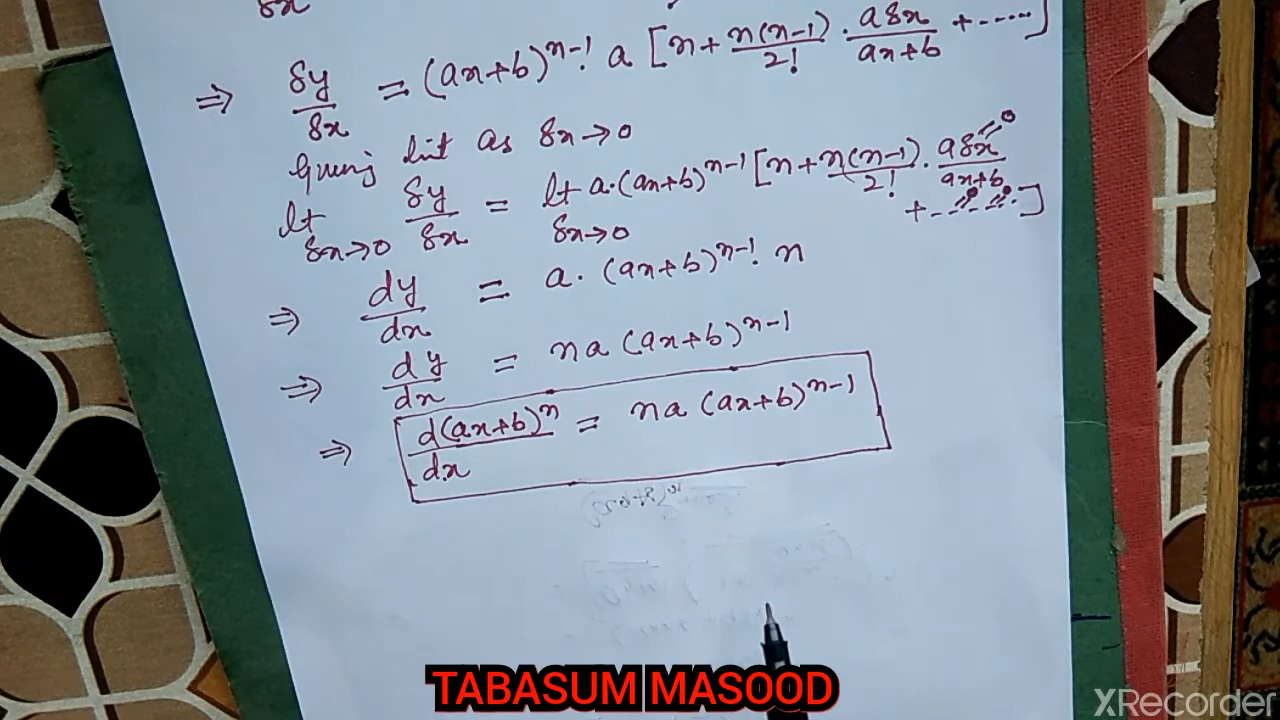 δx
⇒ δy/δx = (ax+b)^n-1 a [n + n(n-1)/2! . aδx/ax+b + .....]
as δx→0
lt δx→0 δy/δx = lt δx→0 a.(ax+b)^n-1 [n + n(n-1)/2! . aδx/ax+b → 0
+ ......]
⇒ dy/dx = a. (ax+b)^n-1. n
⇒ dy/dx = na (ax+b)^n-1
⇒ d(ax+b)^n/dx = na (ax+b)^n-1
TABASUM MASOOD
XRecorder